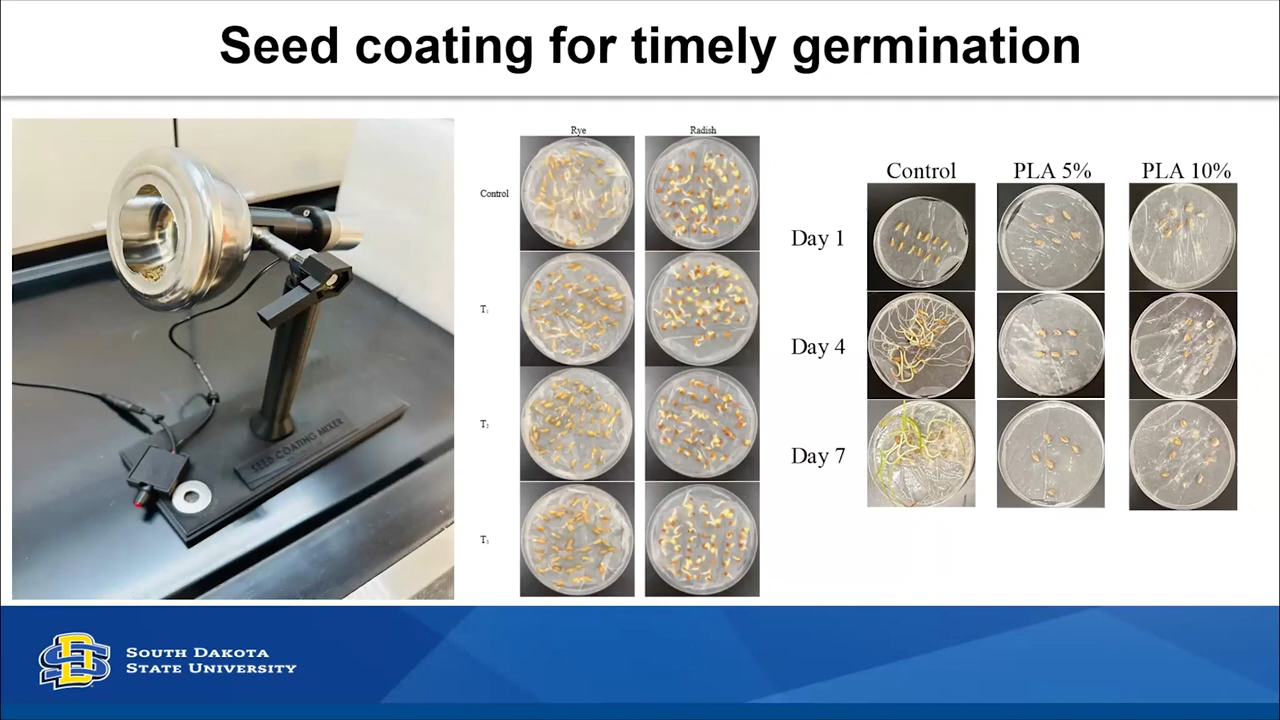 Seed coating for timely germination
SEED COATING MIXER
Rye Radish
Control
T₁
T₂
T₃
Control PLA 5% PLA 10%
Day 1
Day 4
Day 7
SOUTH DAKOTA
STATE UNIVERSITY